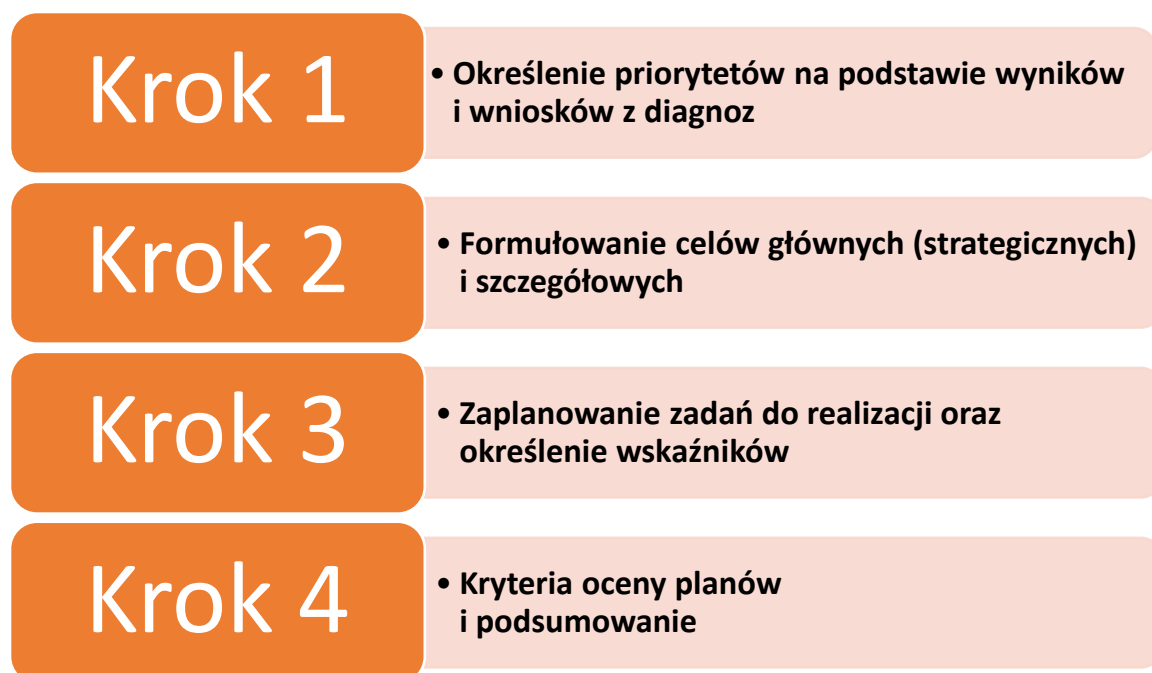 Krok 1
• Określenie priorytetów na podstawie wyników
i wniosków z diagnoz
Krok 2
• Formułowanie celów głównych (strategicznych)
i szczegółowych
Krok 3
• Zaplanowanie zadań do realizacji oraz
określenie wskaźników
Krok 4
• Kryteria oceny planów
i podsumowanie